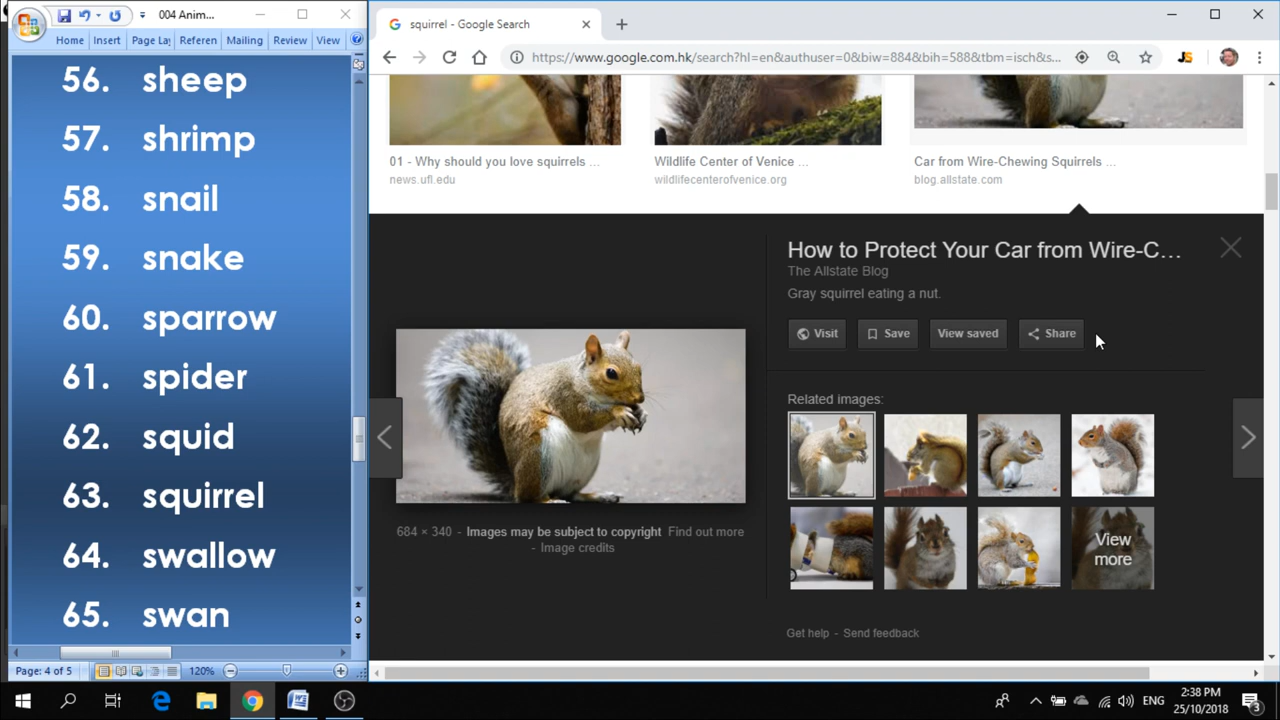 004 Anim...
Home Insert Page Lay Referen Mailing Review View
56. sheep
57. shrimp
58. snail
59. snake
60. sparrow
61. spider
62. squid
63. squirrel
64. swallow
65. swan
Page: 4 of 5 120%
squirrel - Google Search
https://www.google.com.hk/search?hl=en&authuser=0&biw=884&bih=588&tbm=isch&s...
JS
01 - Why should you love squirrels ...
news.ufl.edu
Wildlife Center of Venice ...
wildlifecenterofvenice.org
Car from Wire-Chewing Squirrels ...
blog.allstate.com
How to Protect Your Car from Wire-C...
The Allstate Blog
Gray squirrel eating a nut.
Visit Save View saved Share
684 × 340 - Images may be subject to copyright Find out more
- Image credits
Related images:
View
more
Get help - Send feedback
ENG
2:38 PM
25/10/2018
3